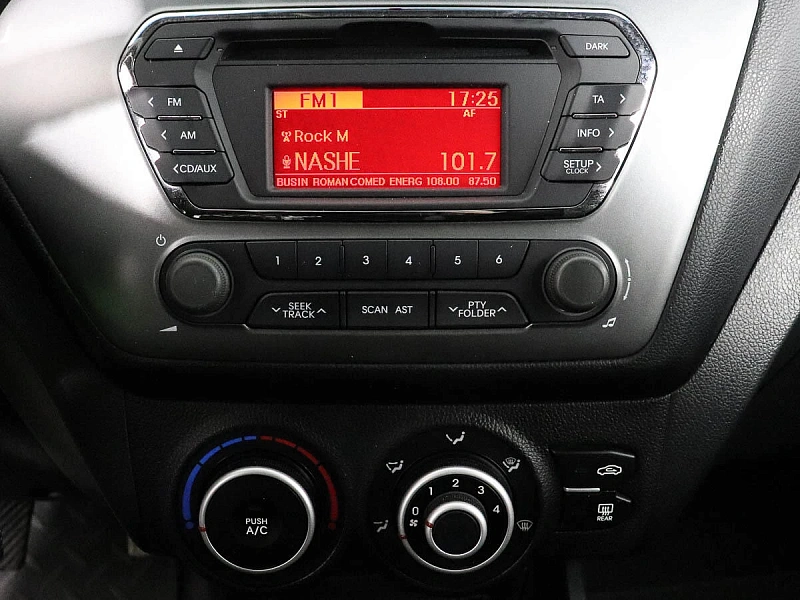 DARK
FM1 17:25
ST AF
Rock M
NASHE 101.7
BUSIN ROMAN COMED ENERG 108.00 87.50
FM
AM
CD/AUX
TA
INFO
SETUP
CLOCK
1 2 3 4 5 6
SEEK
TRACK
SCAN AST
PTY
FOLDER
PUSH
A/C
0 1 2 3 4
REAR